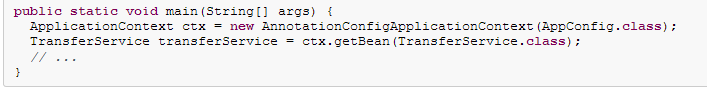 public static void main(String[] args) {
  ApplicationContext ctx = new AnnotationConfigApplicationContext(AppConfig.class);
  TransferService transferService = ctx.getBean(TransferService.class);
  // ...
}